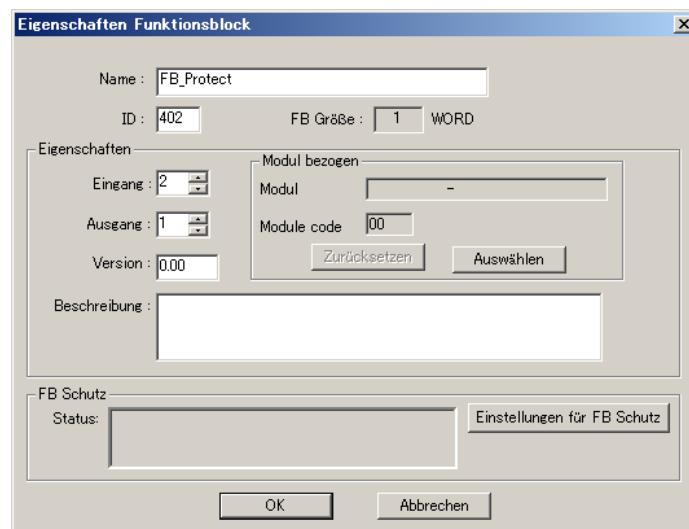 Eigenschaften Funktionsblock
Name : FB_Protect
ID : 402 FB Größe : 1 WORD
Eigenschaften
Eingang : 2
Ausgang : 1
Version : 0.00
Modul bezogen
Modul -
Module code 00
Zurücksetzen Auswählen
Beschreibung :
FB Schutz
Status: Einstellungen für FB Schutz
OK Abbrechen